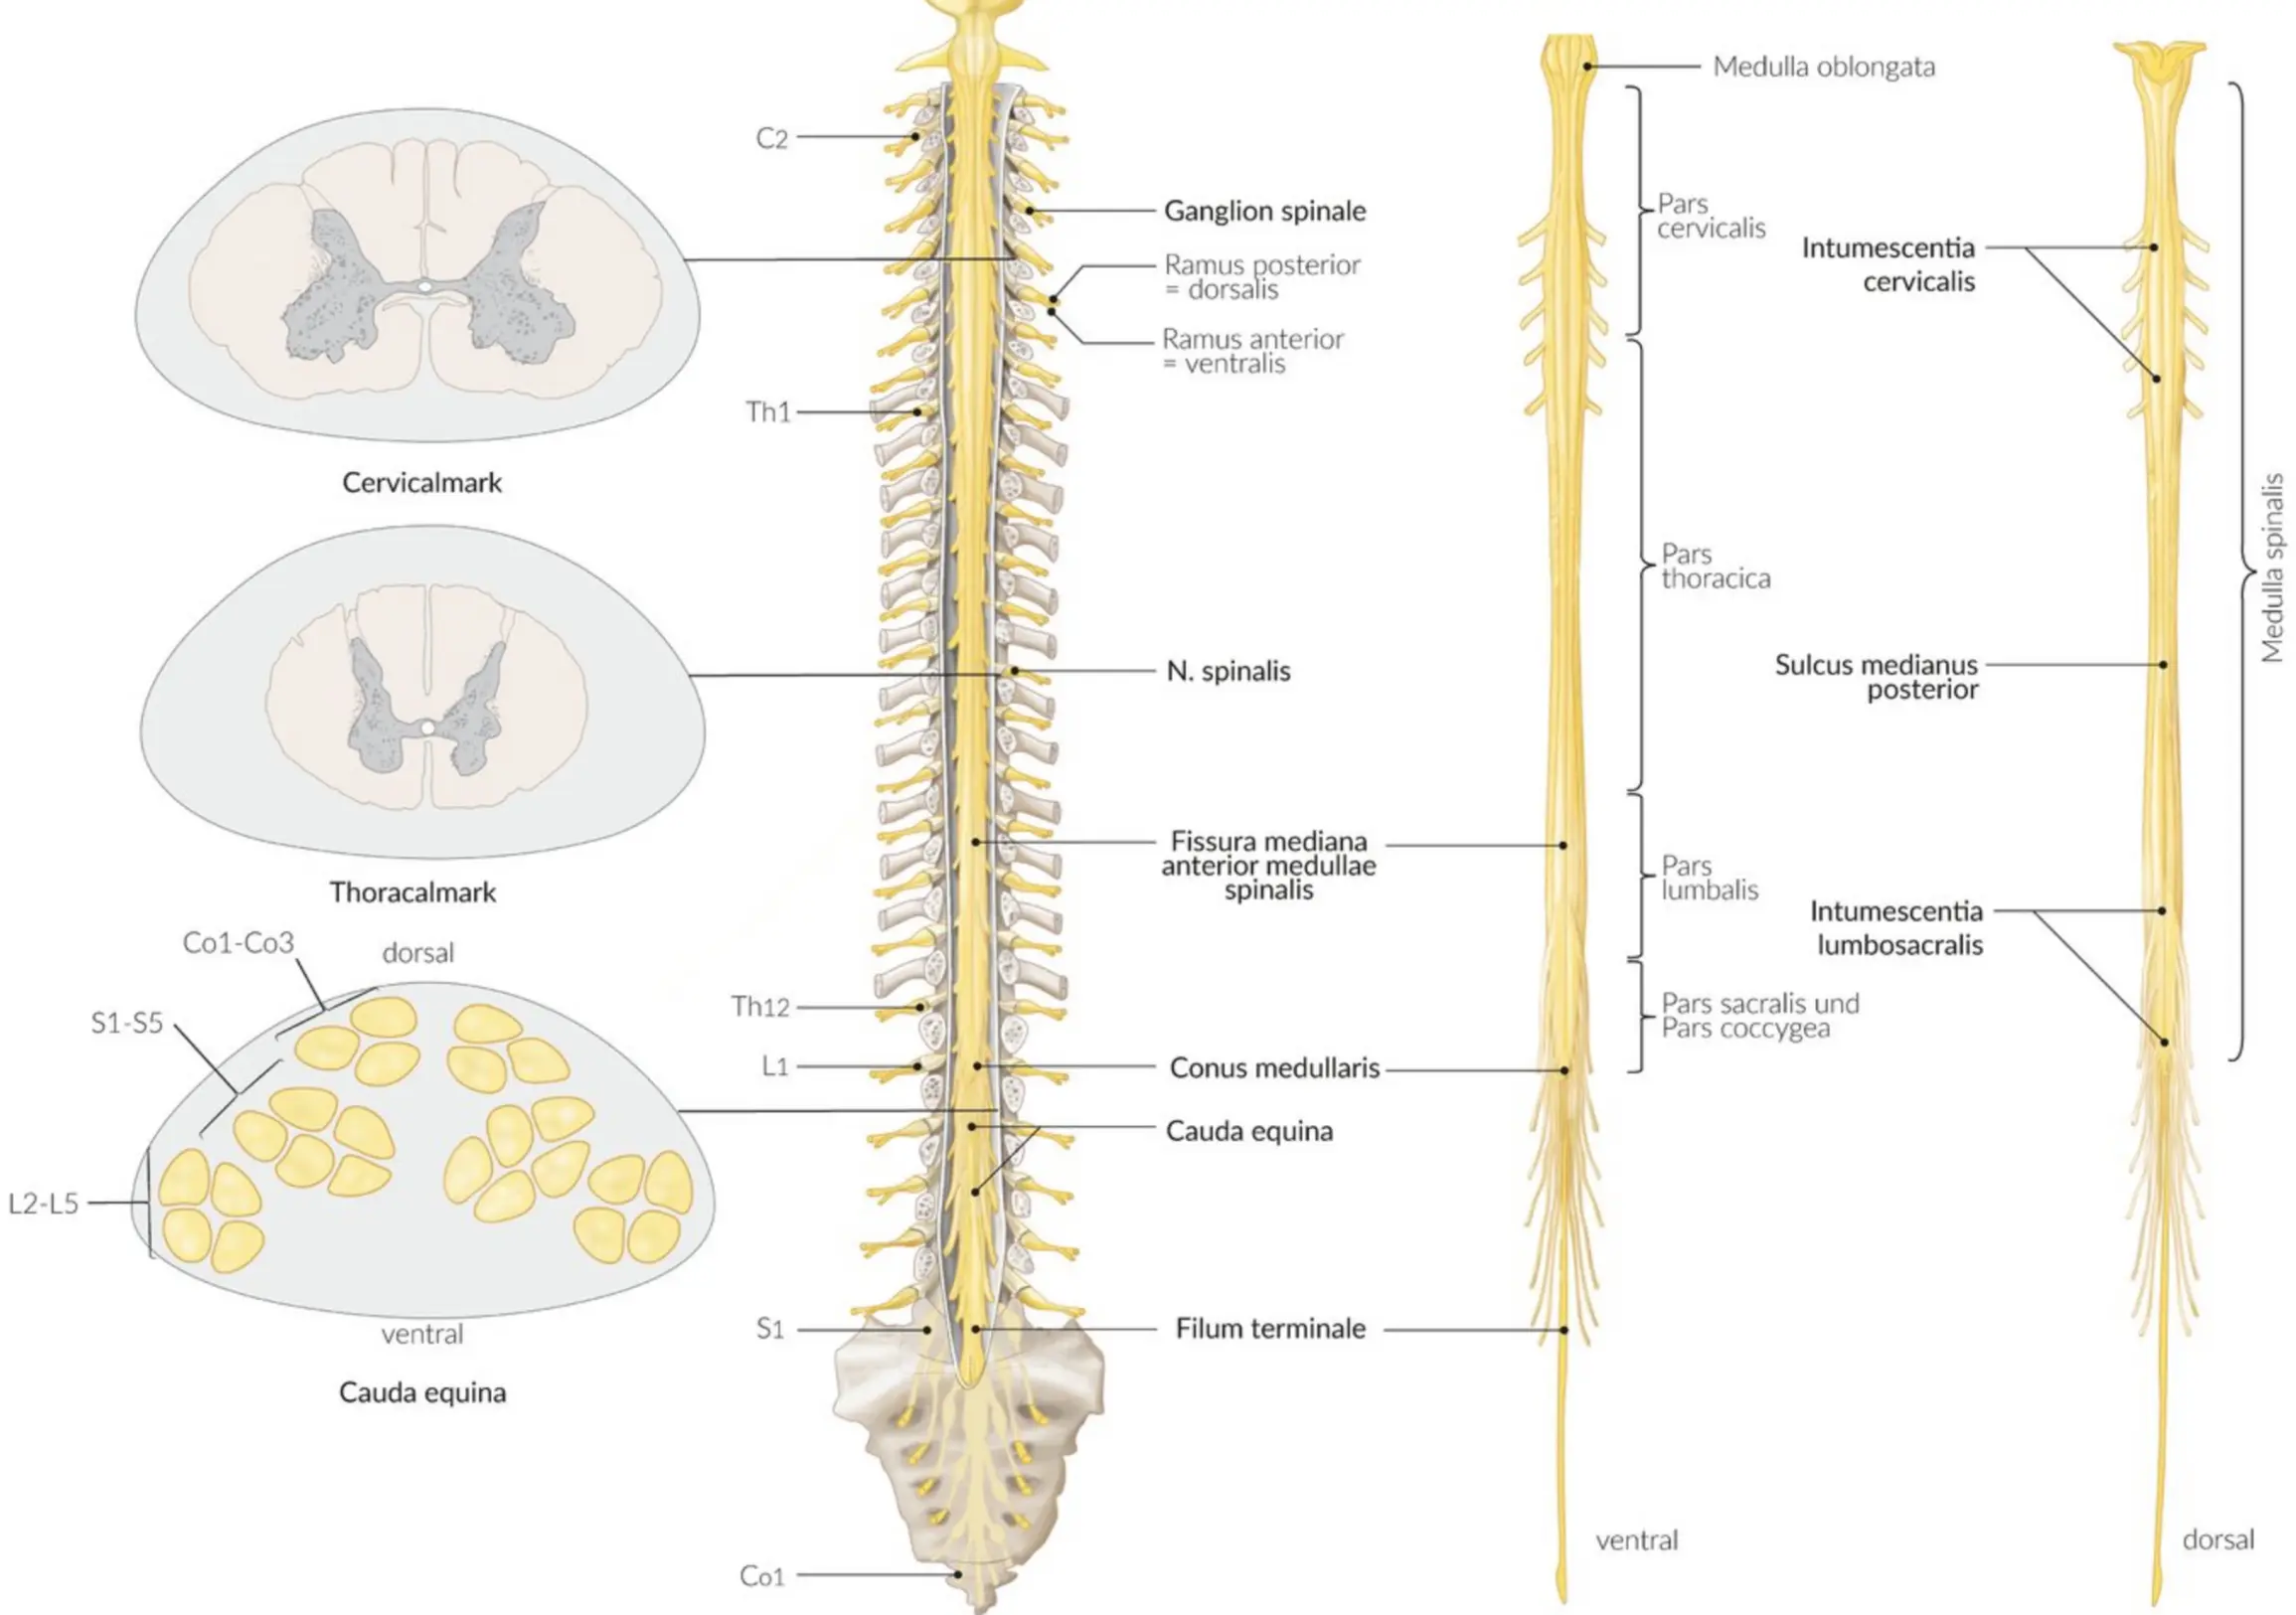 Cervicalmark
Thoracalmark
Co1-Co3
dorsal
S1-S5
L2-L5
ventral
Cauda equina
C2
Th1
Th12
L1
S1
Co1
Ganglion spinale
Ramus posterior
= dorsalis
Ramus anterior
= ventralis
N. spinalis
Fissura mediana
anterior medullae
spinalis
Conus medullaris
Cauda equina
Filum terminale
Medulla oblongata
Pars
cervicalis
Pars
thoracica
Pars
lumbalis
Pars sacralis und
Pars coccygea
ventral
Intumescentia
cervicalis
Sulcus medianus
posterior
Intumescentia
lumbosacralis
Medulla spinalis
dorsal